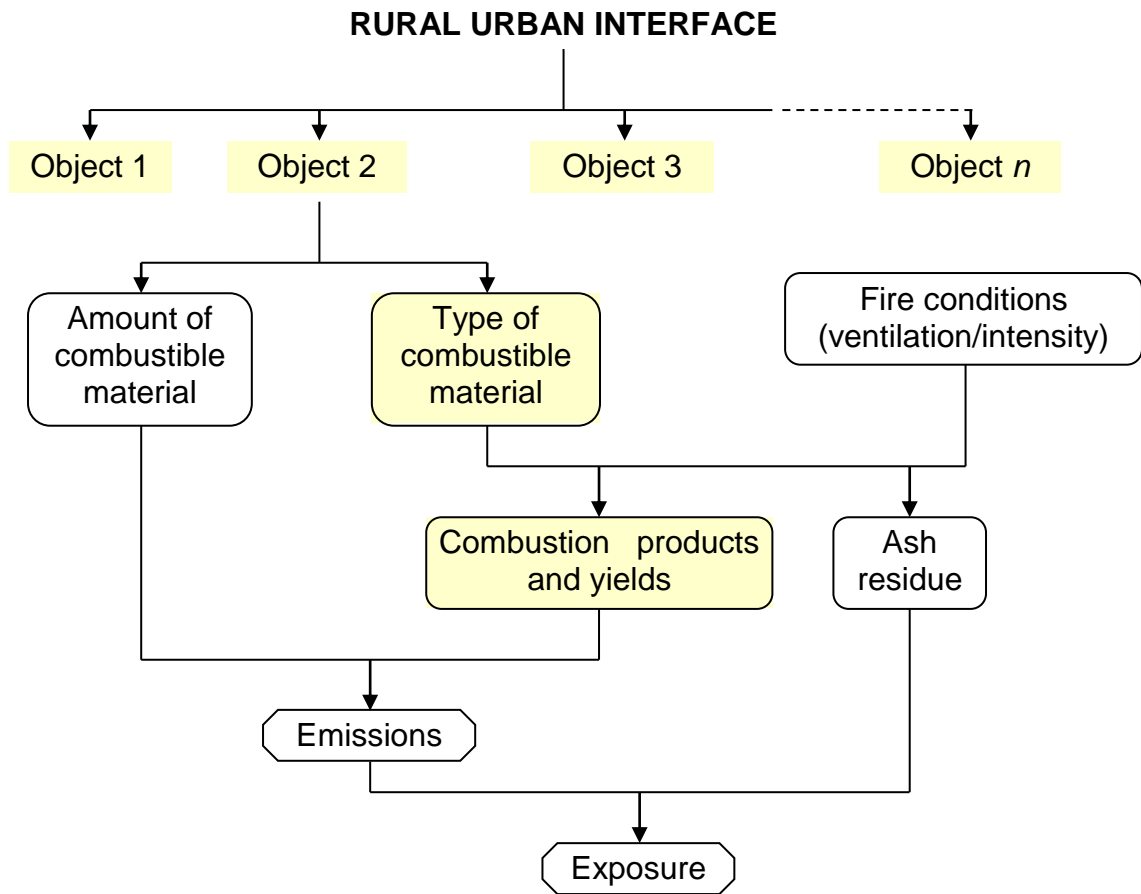 RURAL URBAN INTERFACE
Object 1
Object 2
Object 3
Object n
Amount of
combustible
material
Type of
combustible
material
Fire conditions
(ventilation/intensity)
Combustion products
and yields
Ash
residue
Emissions
Exposure